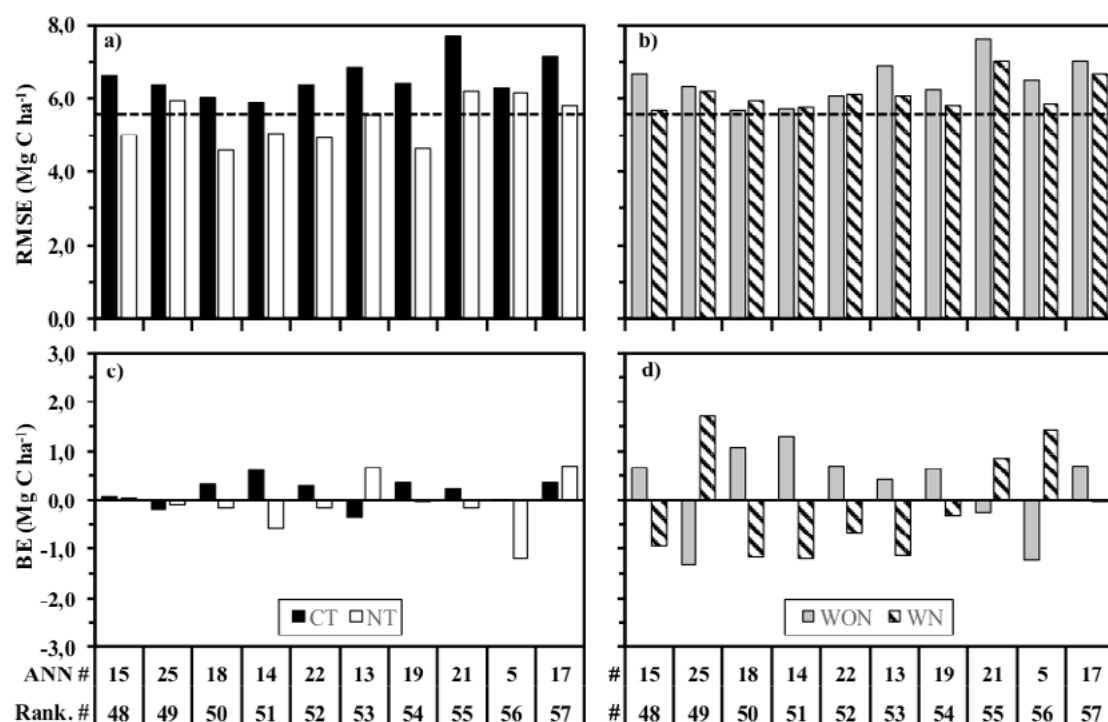 8,0
6,0
4,0
2,0
0,0
RMSE (Mg C ha⁻¹)
a)
b)
3,0
2,0
1,0
0,0
-1,0
-2,0
-3,0
BE (Mg C ha⁻¹)
c)
d)
CT NT
WON WN
ANN # 15 25 18 14 22 13 19 21 5 17 # 15 25 18 14 22 13 19 21 5 17
Rank. # 48 49 50 51 52 53 54 55 56 57 # 48 49 50 51 52 53 54 55 56 57